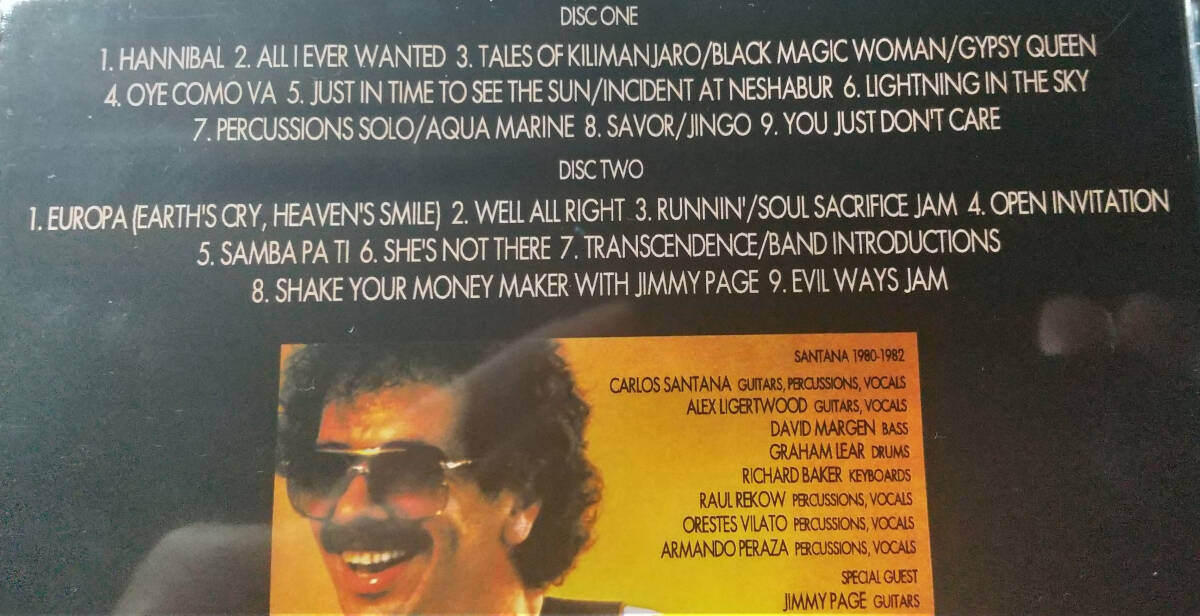 DISC ONE
1. HANNIBAL 2. ALL I EVER WANTED 3. TALES OF KILIMANJARO/BLACK MAGIC WOMAN/GYPSY QUEEN
4. OYE COMO VA 5. JUST IN TIME TO SEE THE SUN/INCIDENT AT NESHABUR 6. LIGHTNING IN THE SKY
7. PERCUSSIONS SOLO/AQUA MARINE 8. SAVOR/JINGO 9. YOU JUST DON'T CARE
DISC TWO
1. EUROPA (EARTH'S CRY, HEAVEN'S SMILE) 2. WELL ALL RIGHT 3. RUNNIN'/SOUL SACRIFICE JAM 4. OPEN INVITATION
5. SAMBA PA TI 6. SHE'S NOT THERE 7. TRANSCENDENCE/BAND INTRODUCTIONS
8. SHAKE YOUR MONEY MAKER WITH JIMMY PAGE 9. EVIL WAYS JAM
SANTANA 1980-1982
CARLOS SANTANA GUITARS, PERCUSSIONS, VOCALS
ALEX LIGERTWOOD GUITARS, VOCALS
DAVID MARGEN BASS
GRAHAM LEAR DRUMS
RICHARD BAKER KEYBOARDS
RAUL REKOW PERCUSSIONS, VOCALS
ORESTES VILATO PERCUSSIONS, VOCALS
ARMANDO PERAZA PERCUSSIONS, VOCALS
SPECIAL GUEST
JIMMY PAGE GUITARS